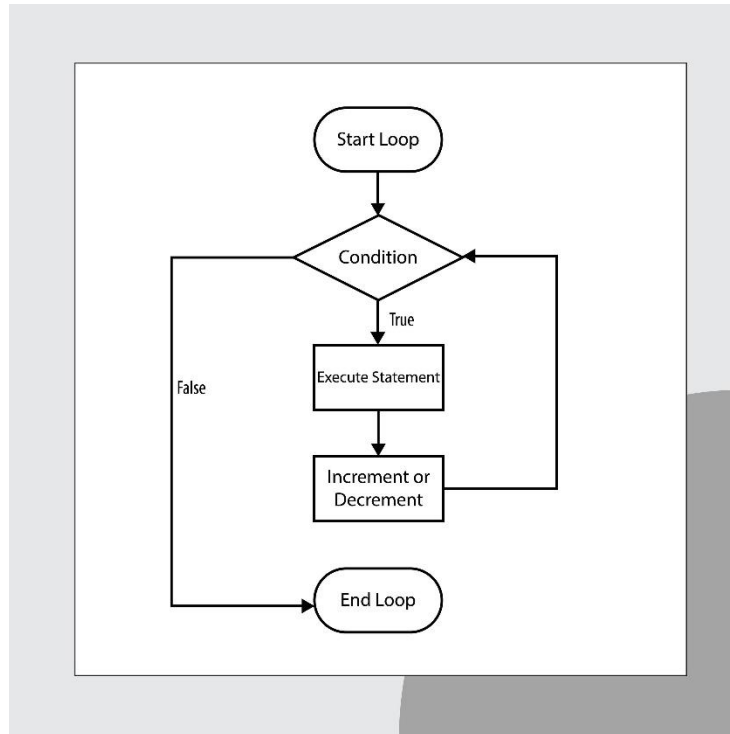 Start Loop
Condition
True
Execute Statement
False
Increment or
Decrement
End Loop